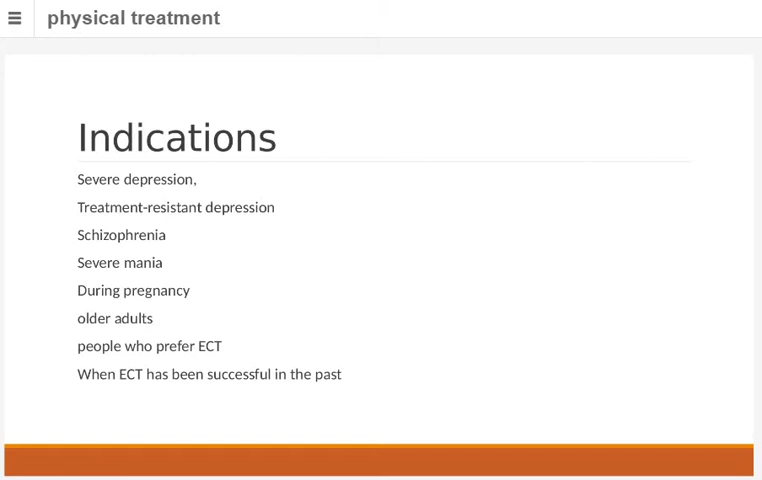 physical treatment
Indications
Severe depression,
Treatment-resistant depression
Schizophrenia
Severe mania
During pregnancy
older adults
people who prefer ECT
When ECT has been successful in the past